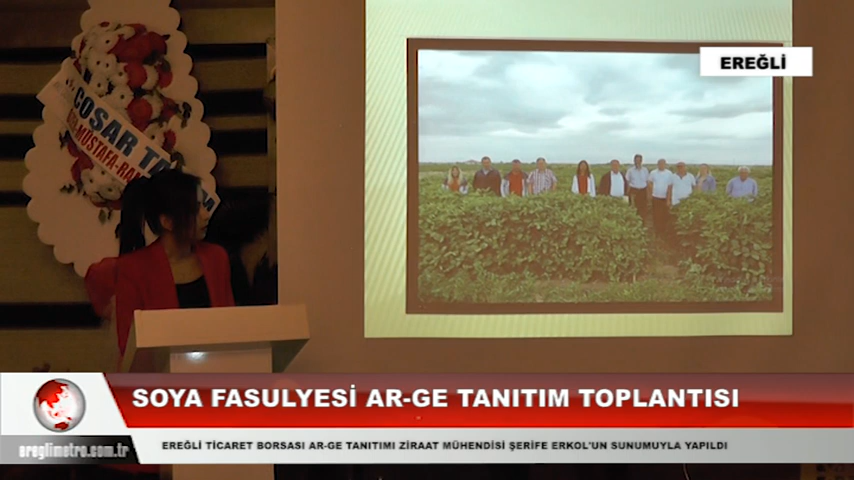 EREĞLİ
COŞAR TARIM
SOYA FASULYESİ AR-GE TANITIM TOPLANTISI
EREĞLİ TİCARET BORSASI AR-GE TANITIMI ZİRAAT MÜHENDİSİ ŞERİFE ERKOL'UN SUNUMUYLA YAPILDI
ereglimetro.com.tr